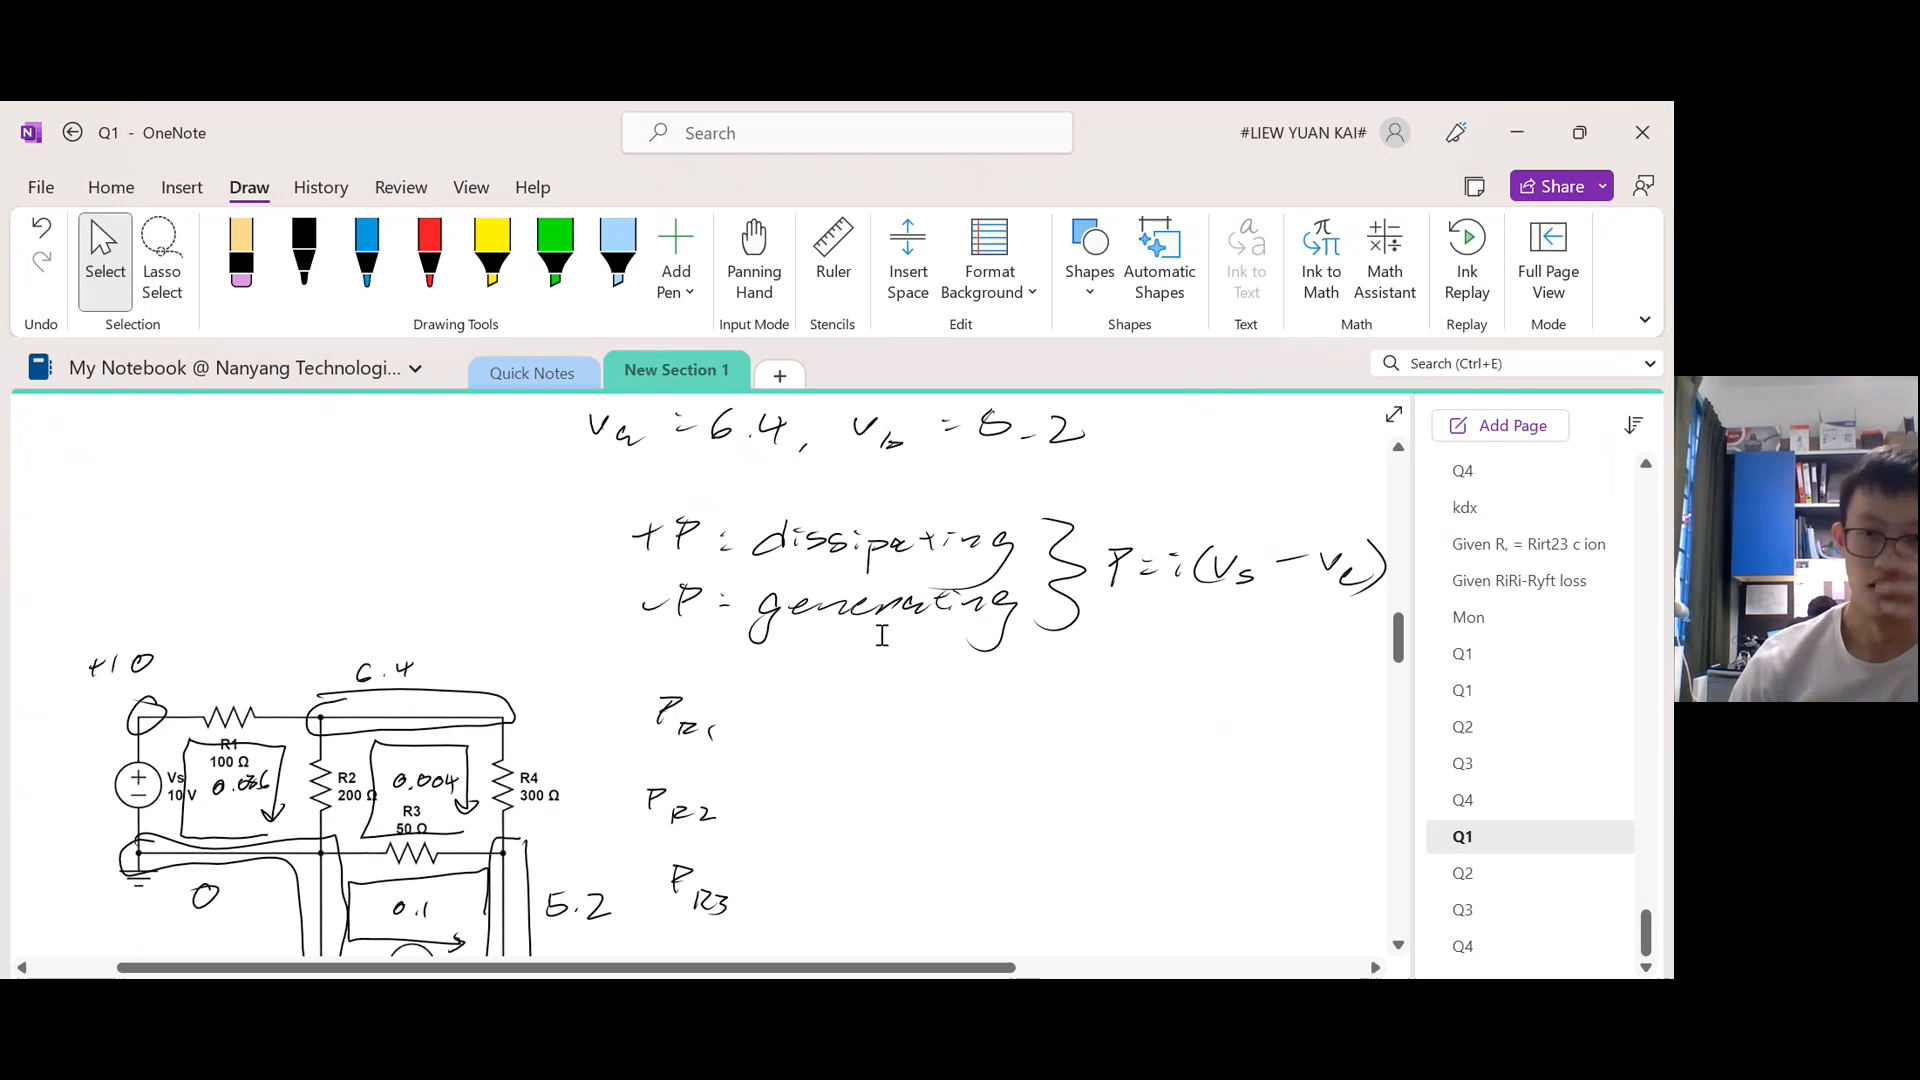 Q1 - OneNote
Search
#LIEW YUAN KAI#
File Home Insert Draw History Review View Help
Share
Select
Lasso Select
Add Pen
Panning Hand
Ruler
Insert Space
Format Background
Shapes
Automatic Shapes
Ink to Text
Ink to Math
Math Assistant
Ink Replay
Full Page View
Undo Selection Drawing Tools Input Mode Stencils Edit Shapes Text Math Replay Mode
My Notebook @ Nanyang Technologi...
Quick Notes
New Section 1
+
Search (Ctrl+E)
Add Page
Q4
kdx
Given R, = Rirt23 c ion
Given RiRi-Ryft loss
Mon
Q1
Q1
Q2
Q3
Q4
Q1
Q2
Q3
Q4
Va = 6.4, Vb = 5.2
+P = dissipating
-P = generating
P = i(Vs - Ve)
+10
6.4
R1
100 Ω
0.036
Vs
10 V
+
−
R2
200 Ω
0.004
R3
50 Ω
R4
300 Ω
0
0.1
5.2
PR1
PR2
PR3